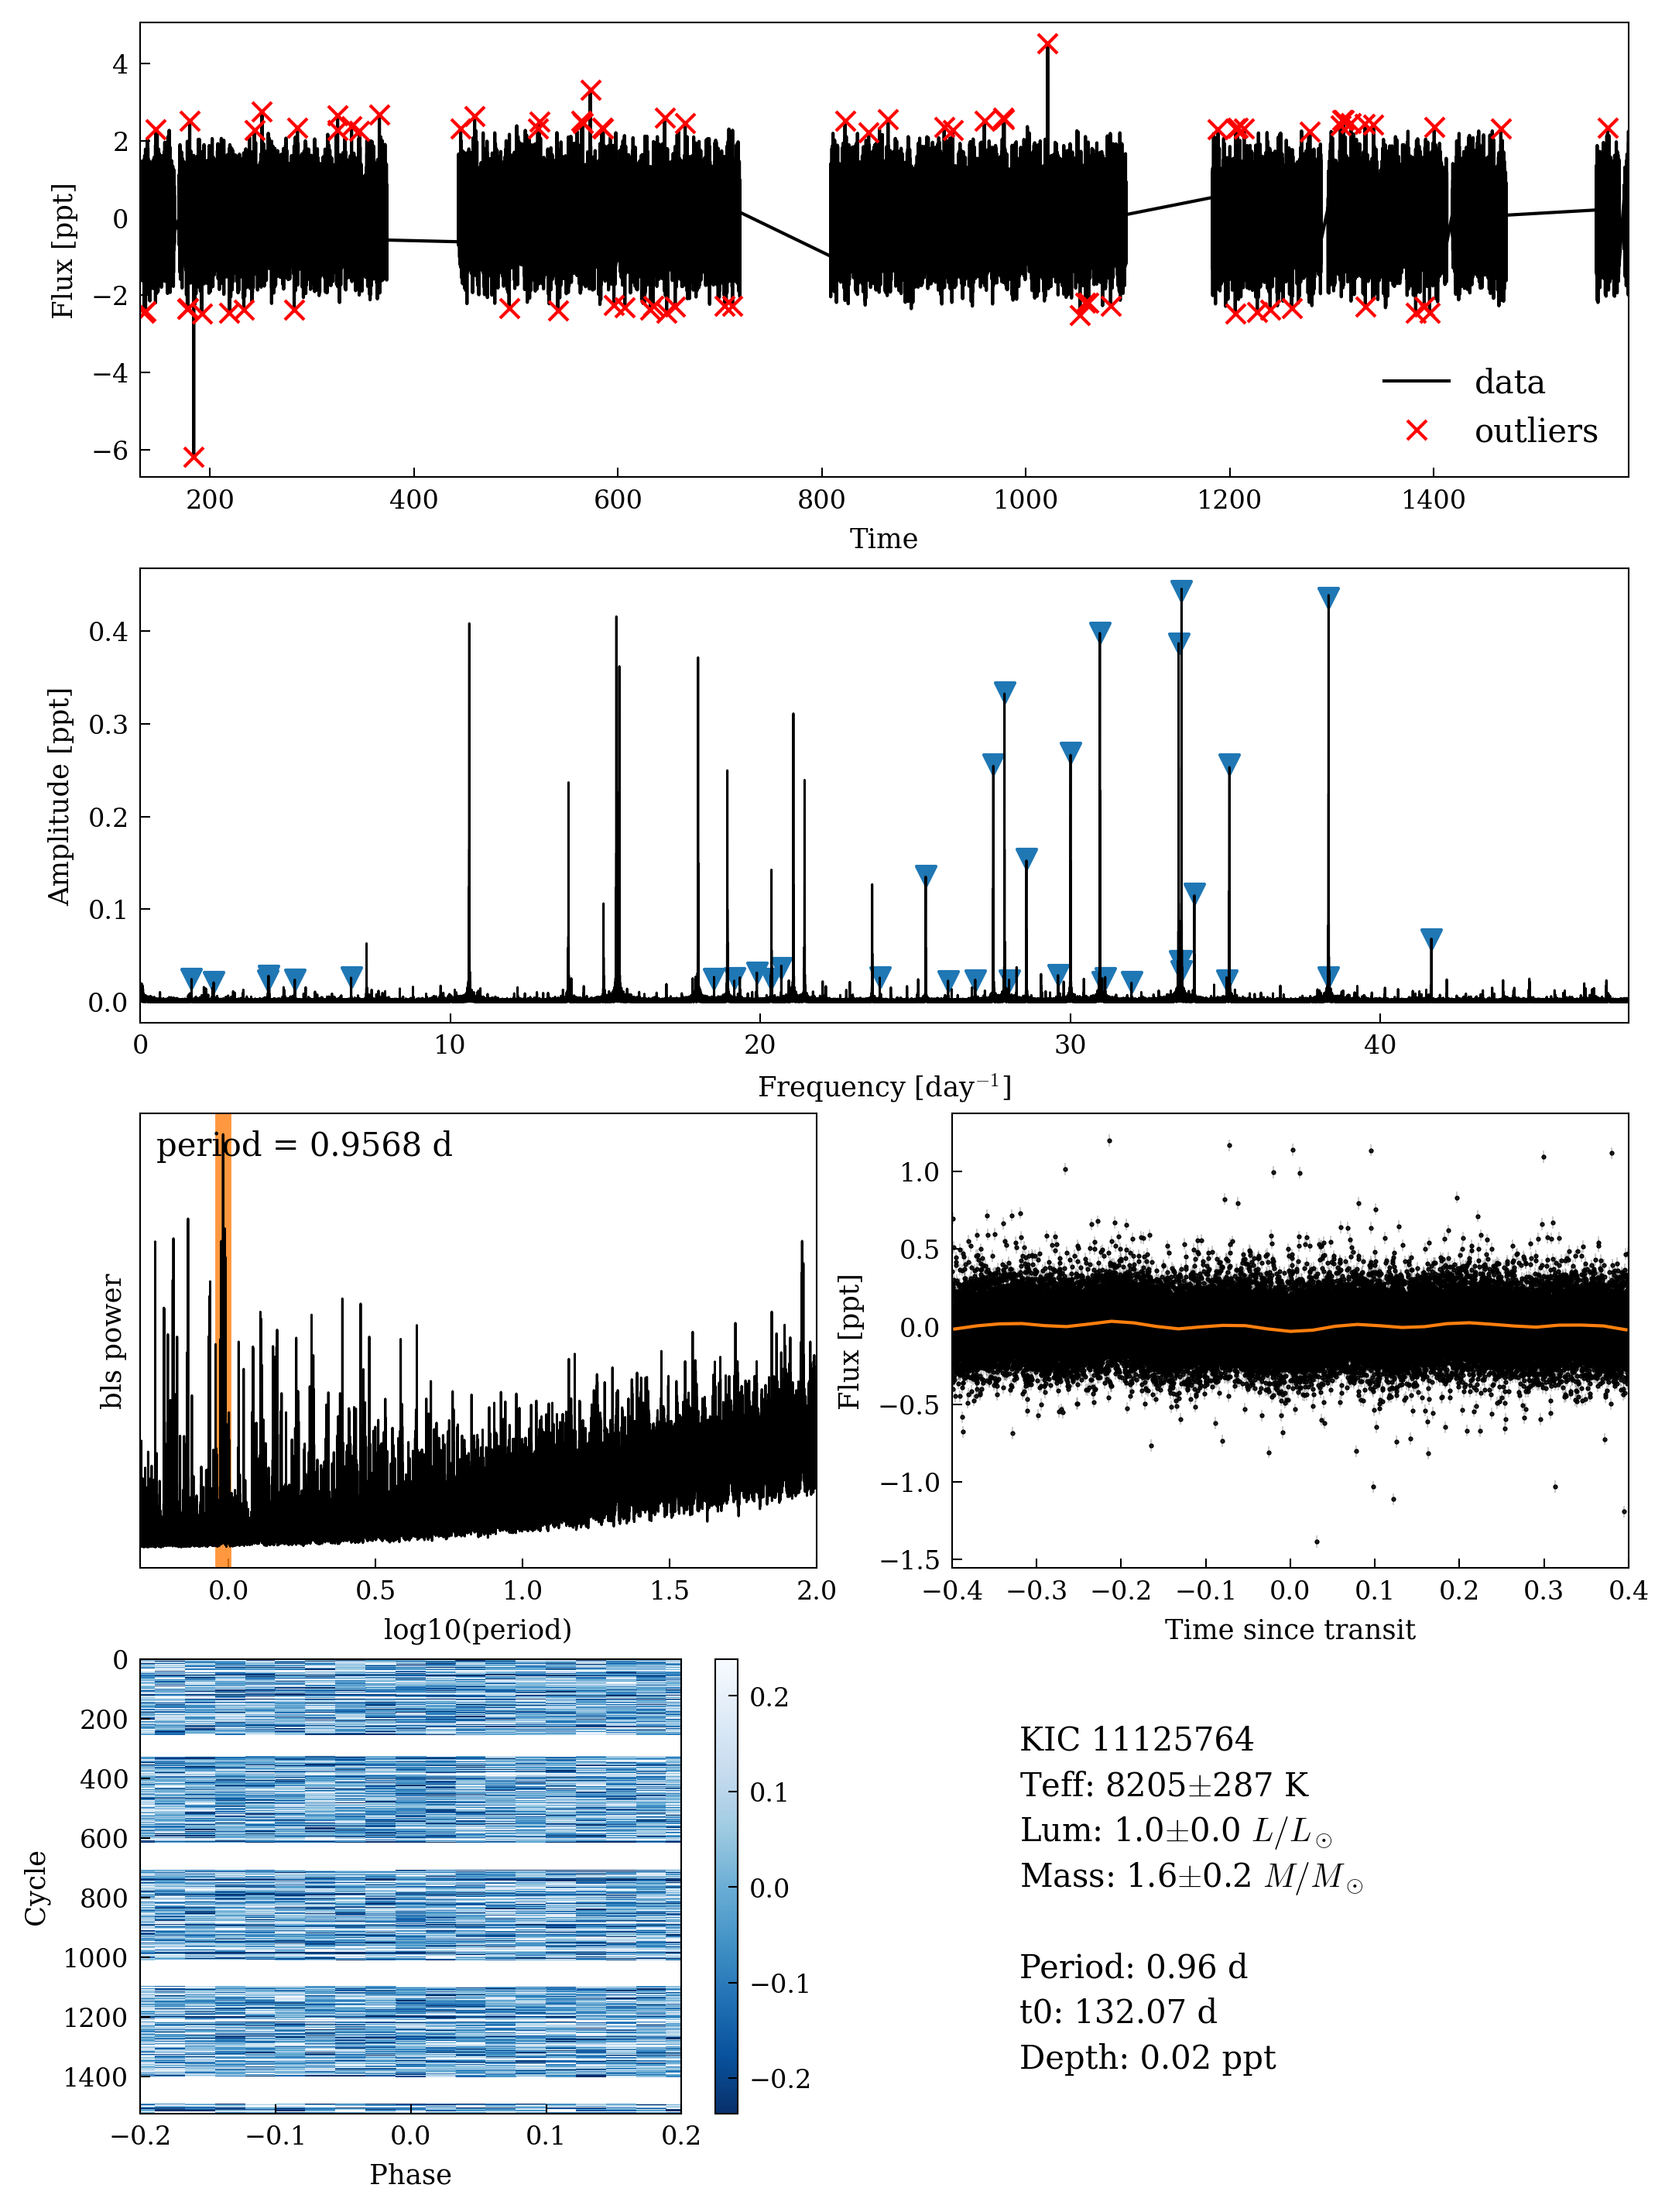 4
2
0
−2
−4
−6
Flux [ppt]
data
outliers
200 400 600 800 1000 1200 1400
Time
0.4
0.3
0.2
0.1
0.0
Amplitude [ppt]
0 10 20 30 40
Frequency [day⁻¹]
period = 0.9568 d
bls power
0.0 0.5 1.0 1.5 2.0
log10(period)
1.0
0.5
0.0
−0.5
−1.0
−1.5
Flux [ppt]
−0.4 −0.3 −0.2 −0.1 0.0 0.1 0.2 0.3 0.4
Time since transit
0
200
400
600
800
1000
1200
1400
Cycle
−0.2 −0.1 0.0 0.1 0.2
Phase
0.2
0.1
0.0
−0.1
−0.2
KIC 11125764
Teff: 8205±287 K
Lum: 1.0±0.0 L/L☉
Mass: 1.6±0.2 M/M☉
Period: 0.96 d
t0: 132.07 d
Depth: 0.02 ppt